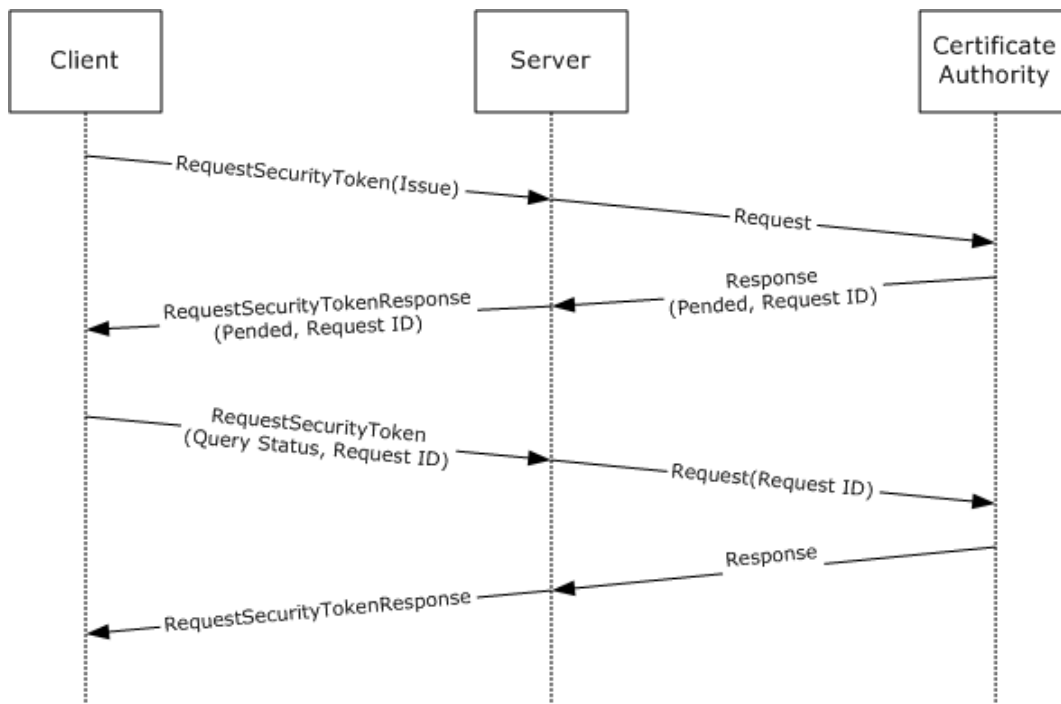 Client
Server
Certificate
Authority
RequestSecurityToken(Issue)
Request
Response
(Pended, Request ID)
RequestSecurityTokenResponse
(Pended, Request ID)
RequestSecurityToken
(Query Status, Request ID)
Request(Request ID)
Response
RequestSecurityTokenResponse